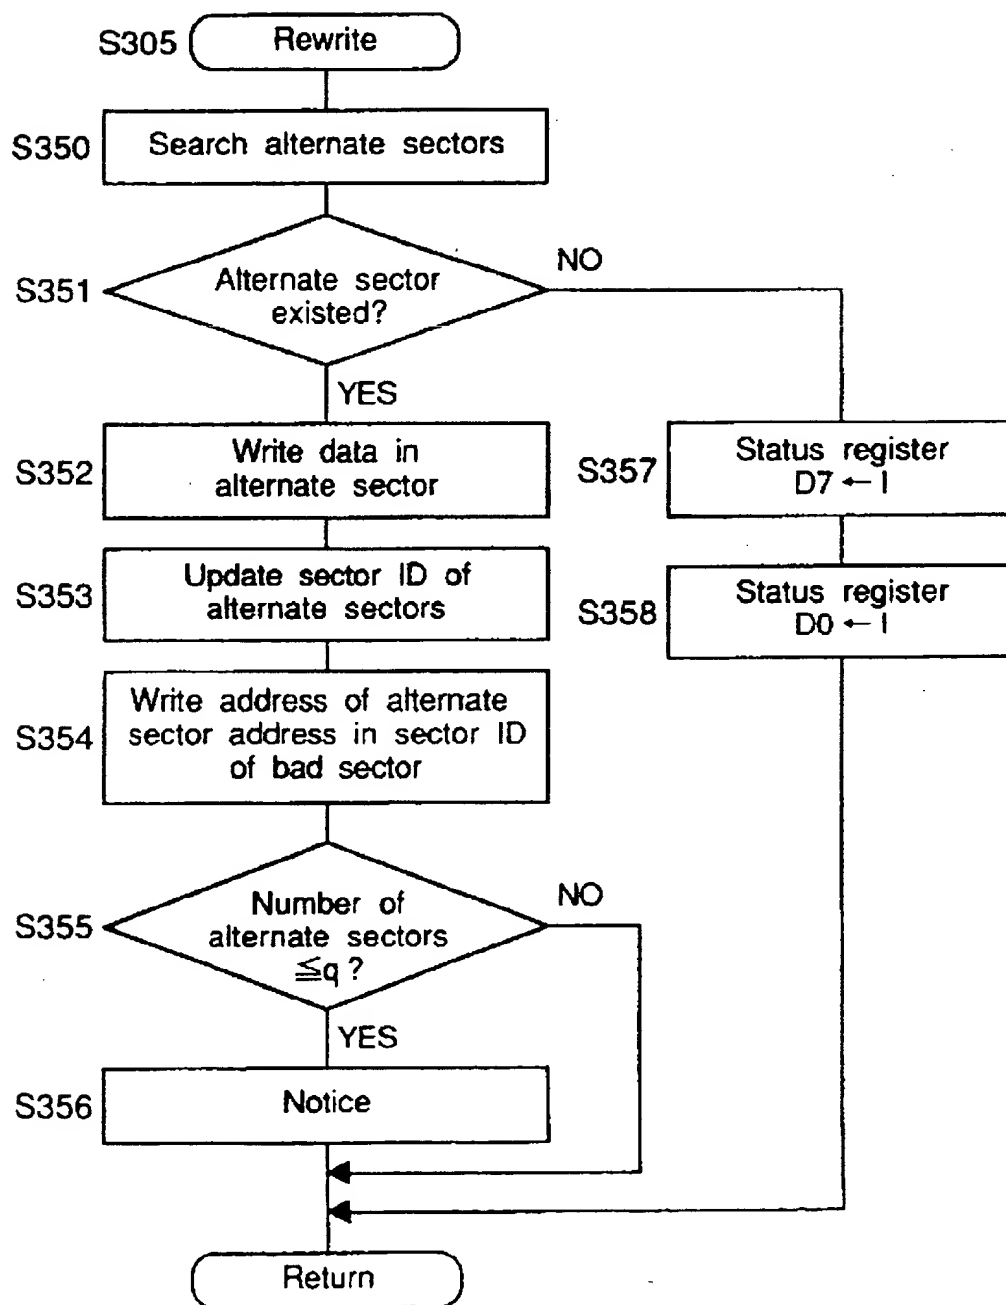 S305 Rewrite
S350 Search alternate sectors
S351 Alternate sector
existed?
NO
YES
S352 Write data in
alternate sector
S357 Status register
D7 ← I
S353 Update sector ID of
alternate sectors
S358 Status register
D0 ← I
S354 Write address of alternate
sector address in sector ID
of bad sector
S355 Number of
alternate sectors
≦q ?
NO
YES
S356 Notice
Return